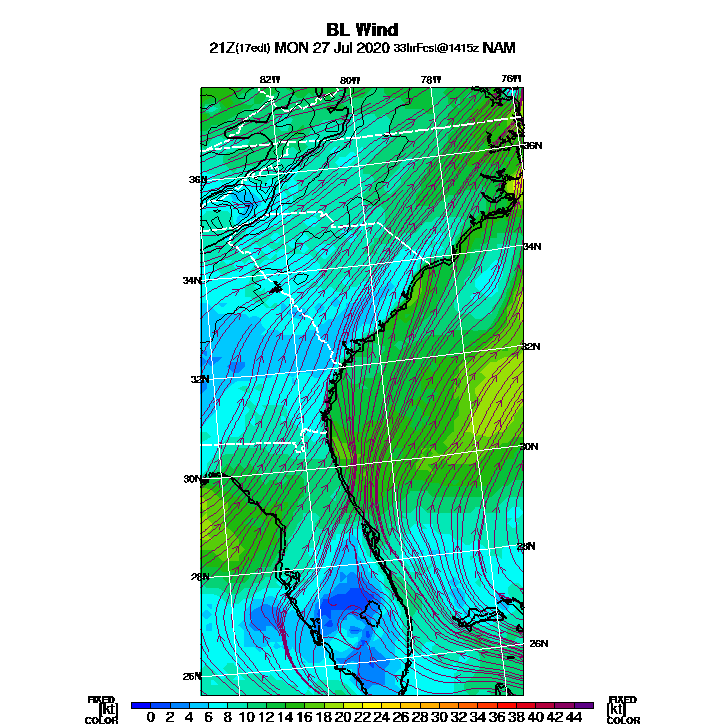 BL Wind
21Z(17edt) MON 27 Jul 2020 33hrFcst@1415z NAM
82W 80W 78W 76W
36N
36N
34N
34N
32N
32N
30N
30N
28N
28N
26N
26N
FIXED FIXED
[kt] 0 2 4 6 8 10 12 14 16 18 20 22 24 26 28 30 32 34 36 38 40 42 44 [kt]
COLOR COLOR